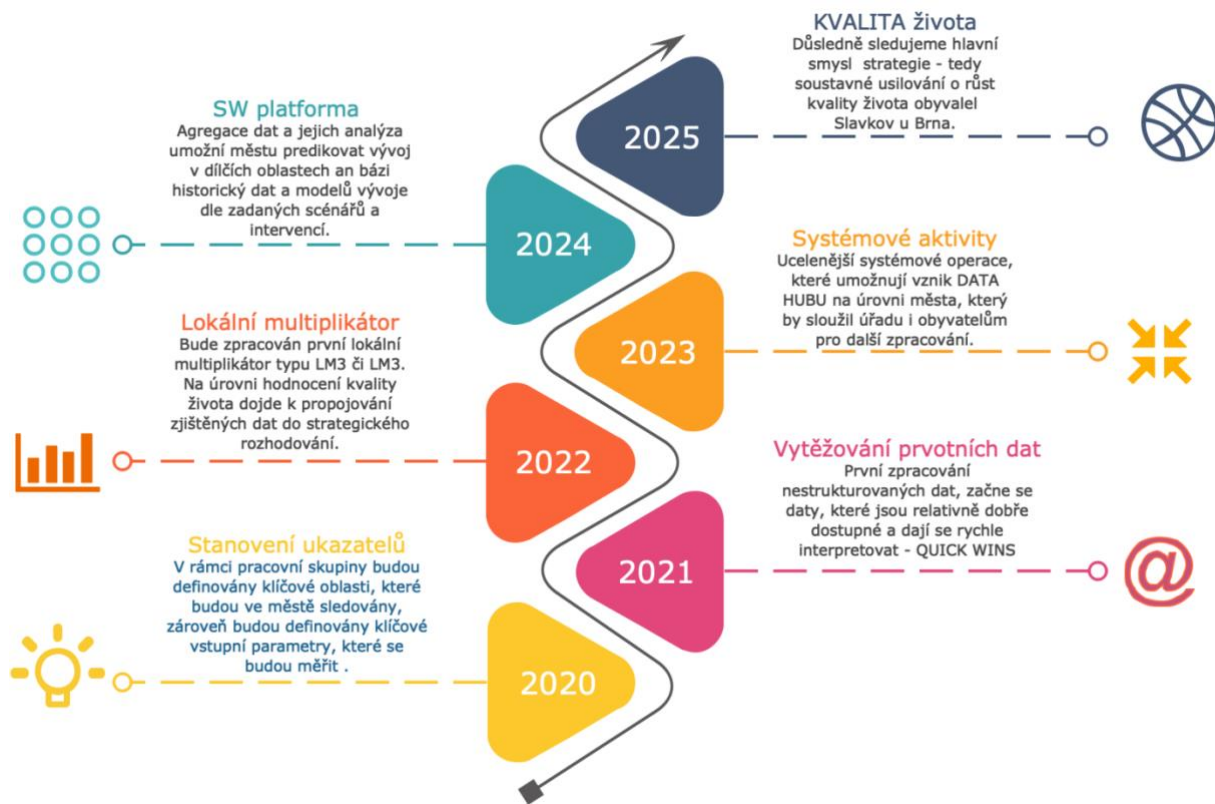 KVALITA života
Důsledně sledujeme hlavní
smysl strategie - tedy
soustavné usilování o růst
kvality života obyvalel
Slavkov u Brna.
2025
SW platforma
Agregace dat a jejich analýza
umožní městu predikovat vývoj
v dílčích oblastech an bázi
historický dat a modelů vývoje
dle zadaných scénářů a
intervencí.
2024
Systémové aktivity
Ucelenější systémové operace,
které umožnují vznik DATA
HUBU na úrovni města, který
by sloužil úřadu i obyvatelům
pro další zpracování.
2023
Lokální multiplikátor
Bude zpracován první lokální
multiplikátor typu LM3 či LM3.
Na úrovni hodnocení kvality
života dojde k propojování
zjištěných dat do strategického
rozhodování.
2022
Vytěžování prvotních dat
První zpracování
nestrukturovaných dat, začne se
daty, které jsou relativně dobře
dostupné a dají se rychle
interpretovat - QUICK WINS
2021
@
Stanovení ukazatelů
V rámci pracovní skupiny budou
definovány klíčové oblasti, které
budou ve městě sledovány,
zároveň budou definovány klíčové
vstupní parametry, které se
budou měřit .
2020